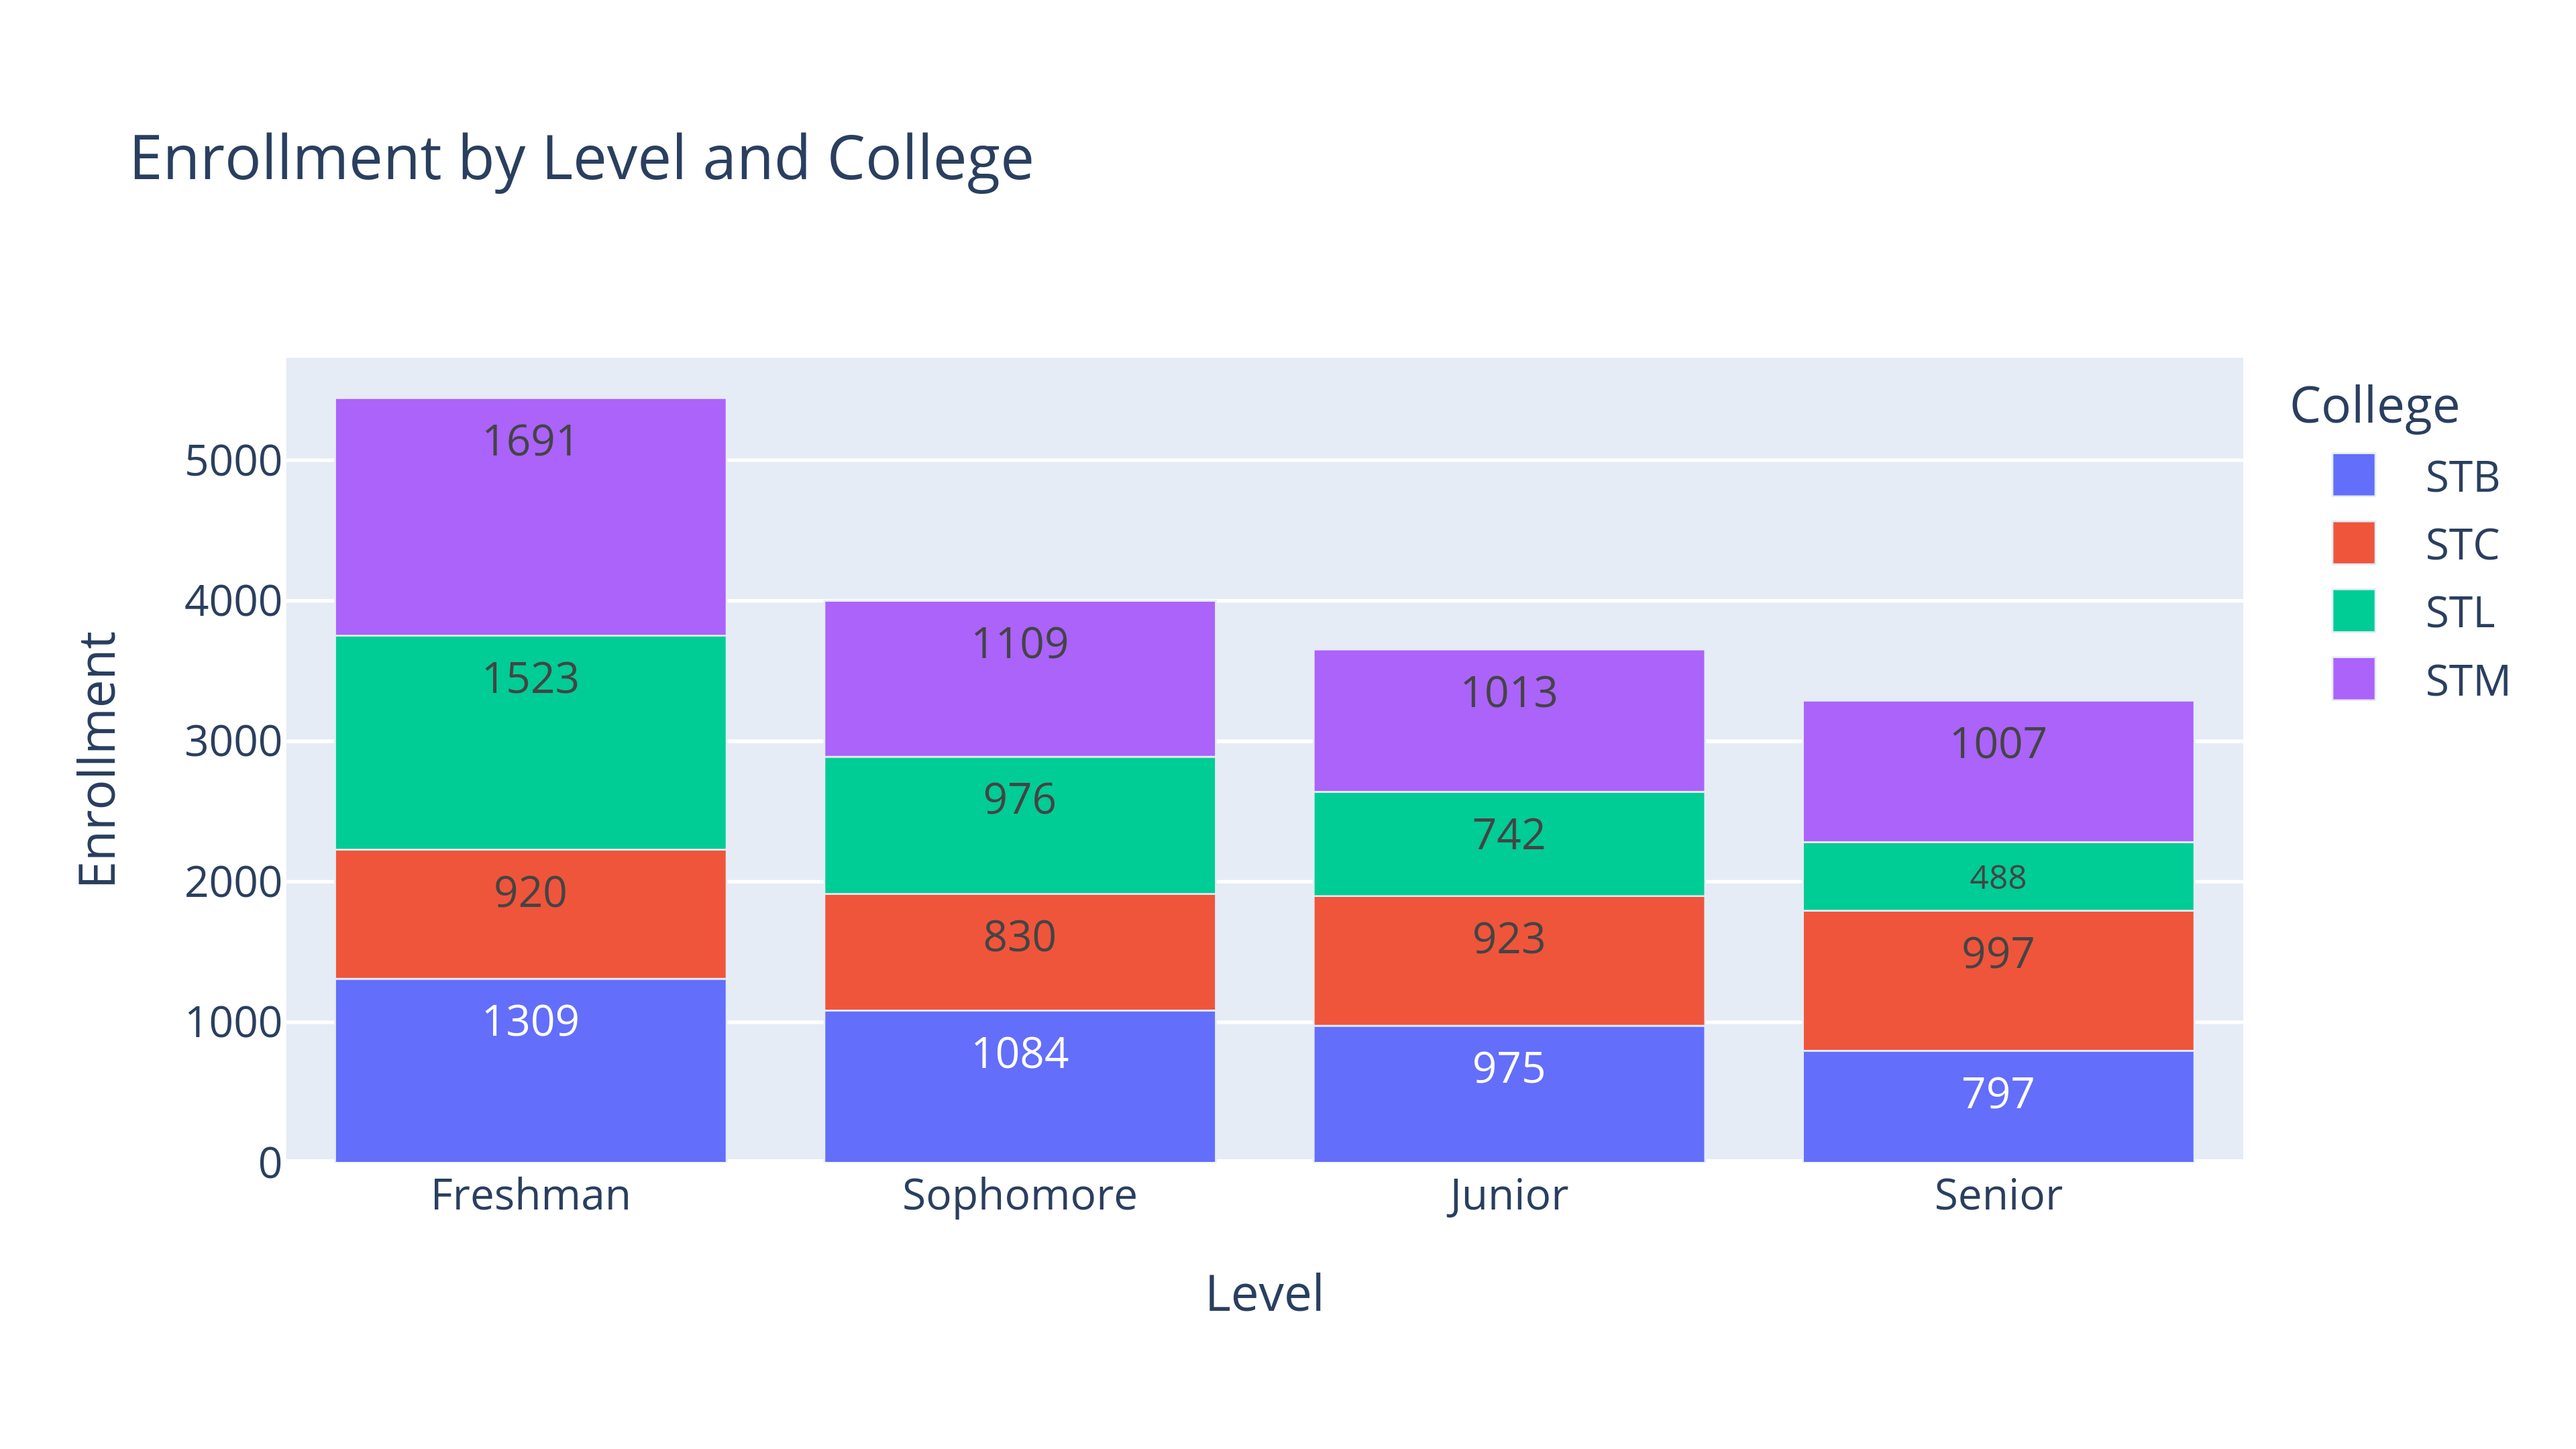 Enrollment by Level and College
College
STB
STC
STL
STM
Enrollment
5000
4000
3000
2000
1000
0
1691
1523
920
1309
1109
976
830
1084
1013
742
923
975
1007
488
997
797
Freshman
Sophomore
Junior
Senior
Level